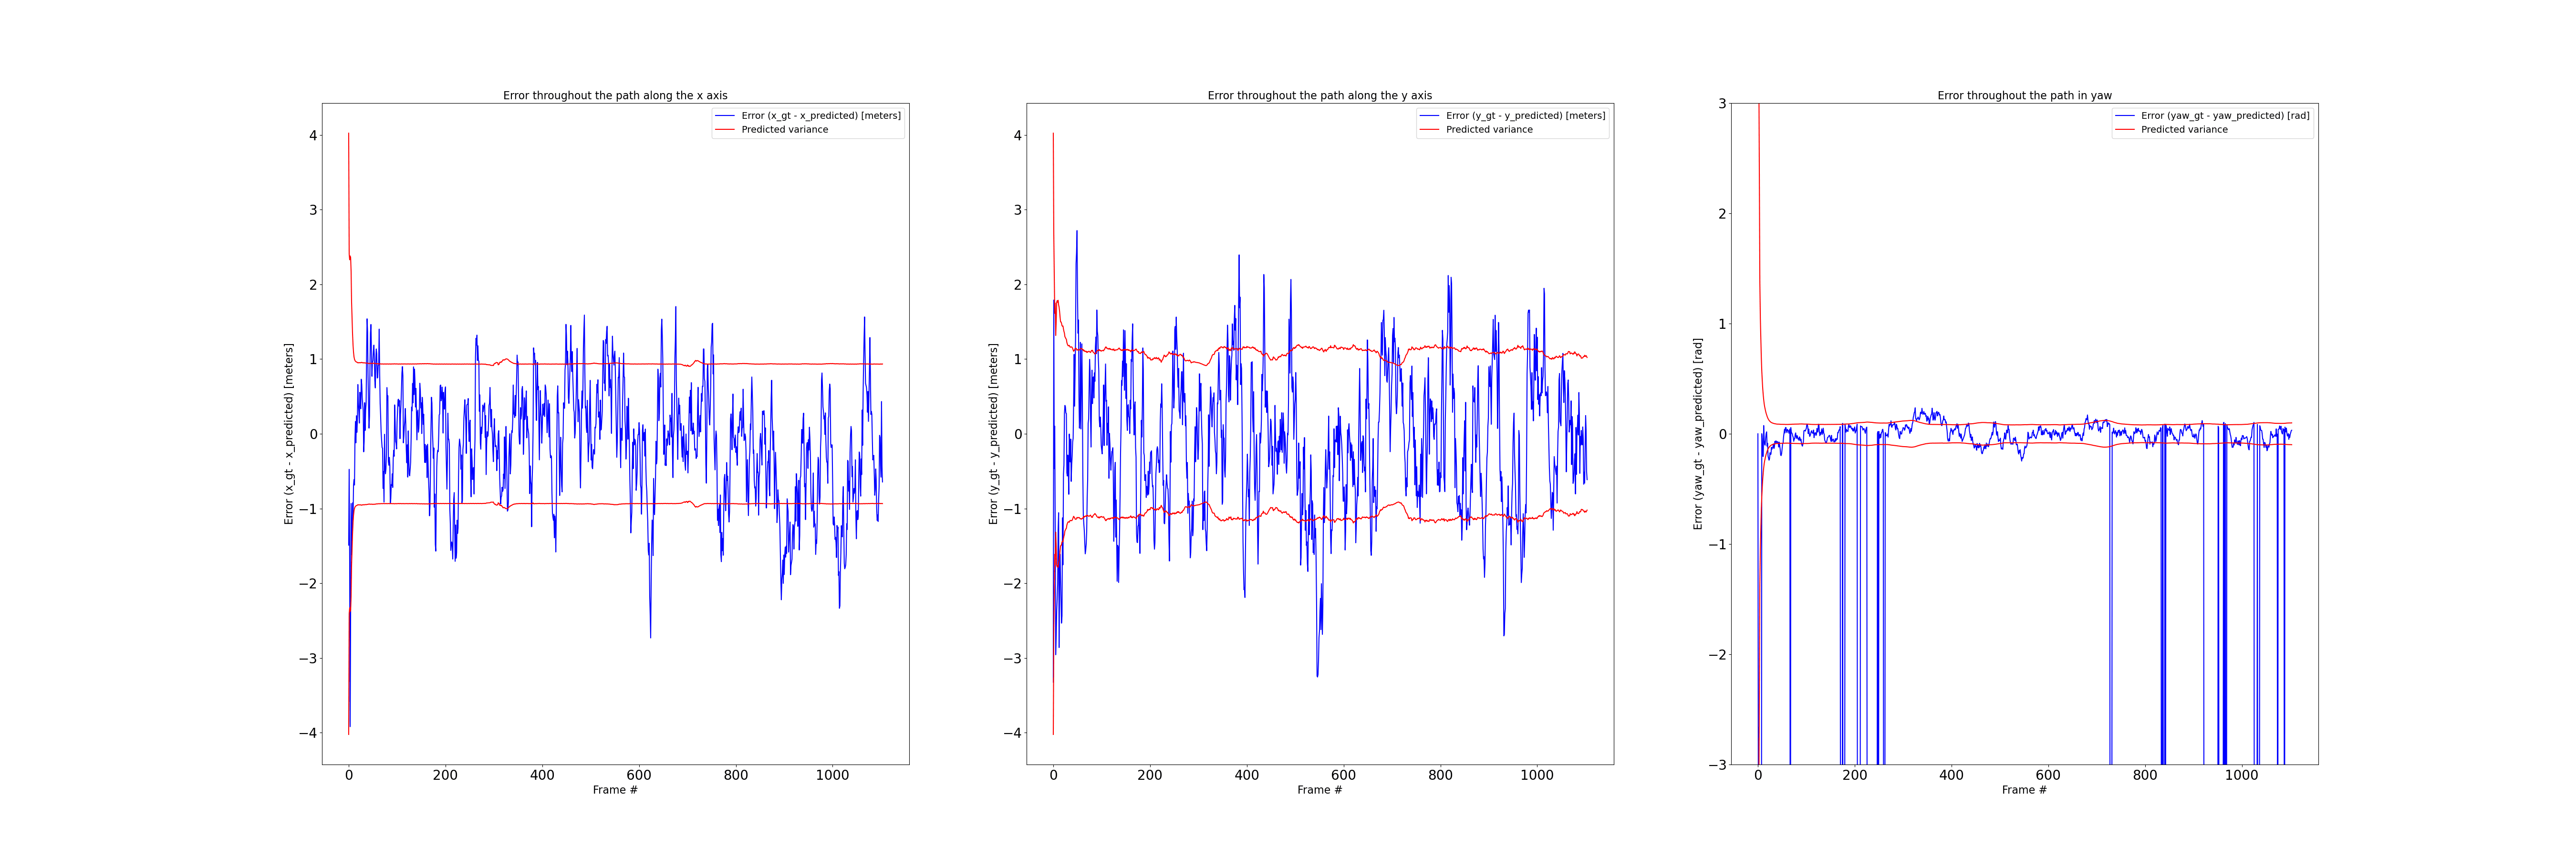 Error throughout the path along the x axis
Error (x_gt - x_predicted) [meters]
Predicted variance
Error (x_gt - x_predicted) [meters]
4
3
2
1
0
−1
−2
−3
−4
0 200 400 600 800 1000
Frame #
Error throughout the path along the y axis
Error (y_gt - y_predicted) [meters]
Predicted variance
Error (y_gt - y_predicted) [meters]
4
3
2
1
0
−1
−2
−3
−4
0 200 400 600 800 1000
Frame #
Error throughout the path in yaw
Error (yaw_gt - yaw_predicted) [rad]
Predicted variance
Error (yaw_gt - yaw_predicted) [rad]
3
2
1
0
−1
−2
−3
0 200 400 600 800 1000
Frame #